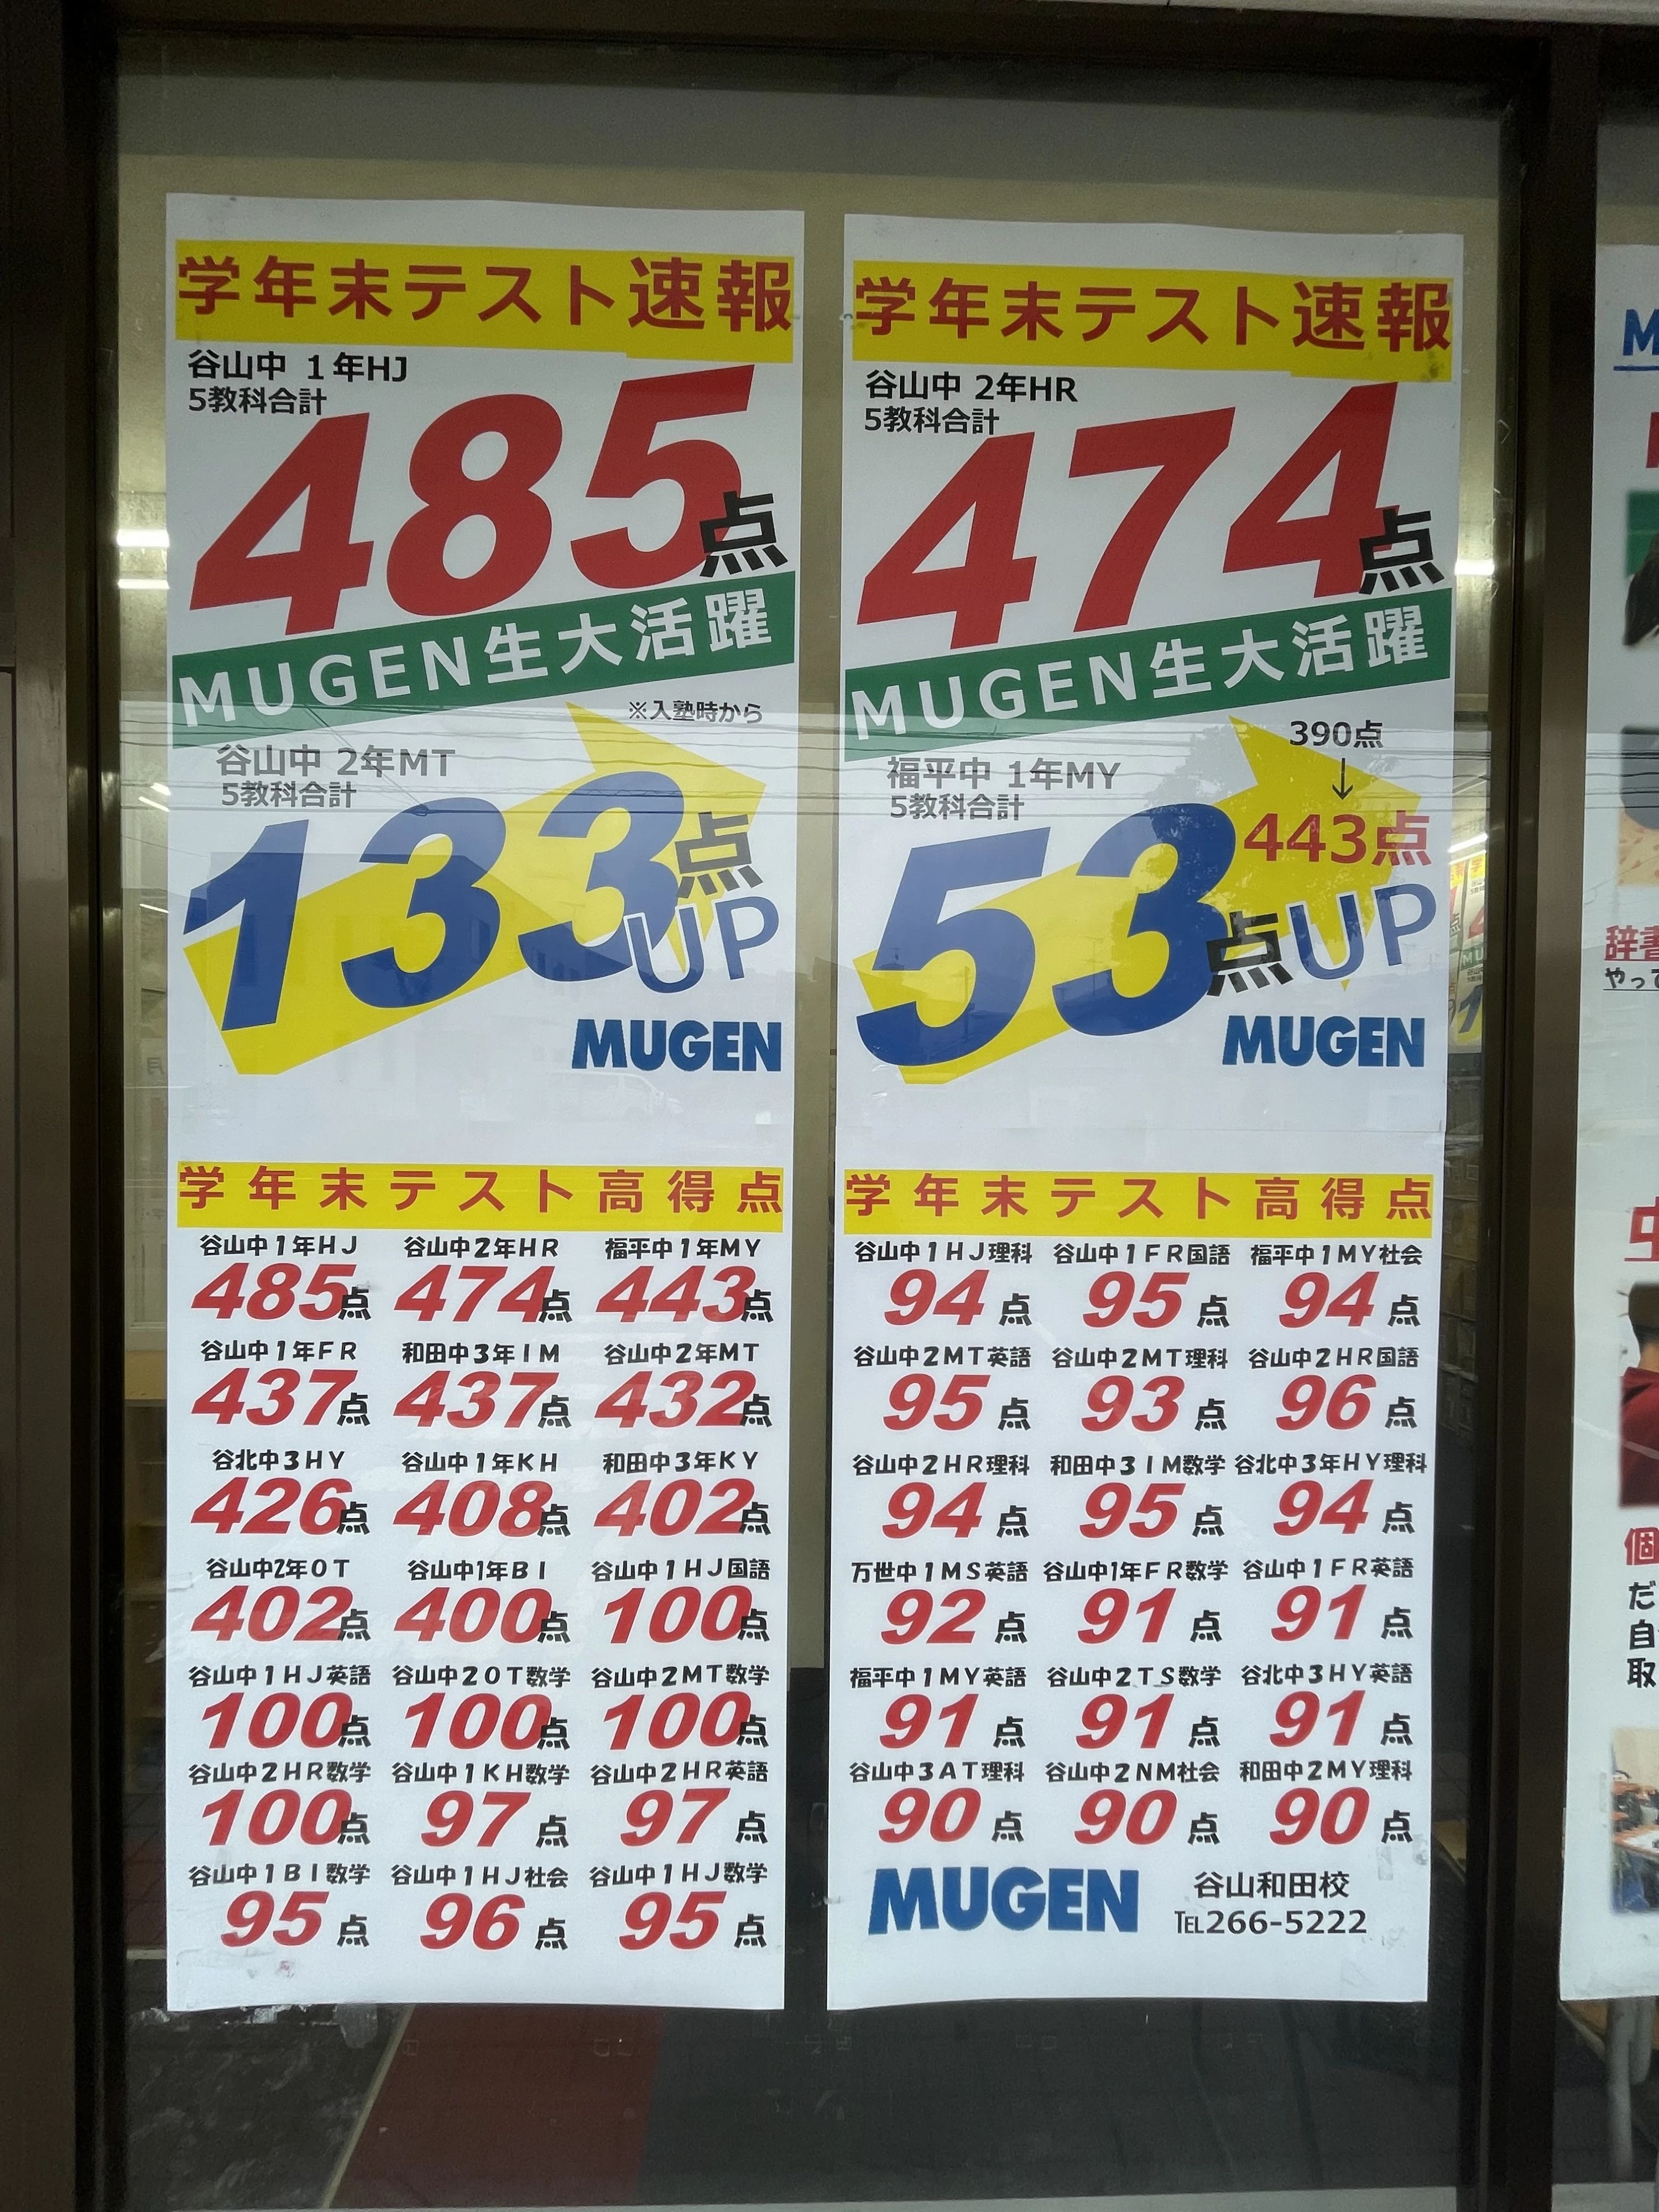 学年末テスト速報
谷山中 1年HJ
5教科合計
485点
MUGEN生大活躍
※入塾時から
谷山中 2年MT
5教科合計
133点
UP
MUGEN
学年末テスト高得点
谷山中1年HJ 谷山中2年HR 福平中1年MY
485点 474点 443点
谷山中1年FR 和田中3年IM 谷山中2年MT
437点 437点 432点
谷北中3HY 谷山中1年KH 和田中3年KY
426点 408点 402点
谷山中2年OT 谷山中1年BI 谷山中1HJ国語
402点 400点 100点
谷山中1HJ英語 谷山中2OT数学 谷山中2MT数学
100点 100点 100点
谷山中2HR数学 谷山中1KH数学 谷山中2HR英語
100点 97点 97点
谷山中1BI数学 谷山中1HJ社会 谷山中1HJ数学
95点 96点 95点
学年末テスト速報
谷山中 2年HR
5教科合計
474点
MUGEN生大活躍
390点
↓
443点
福平中 1年MY
5教科合計
53点UP
MUGEN
学年末テスト高得点
谷山中1HJ理科 谷山中1FR国語 福平中1MY社会
94点 95点 94点
谷山中2MT英語 谷山中2MT理科 谷山中2HR国語
95点 93点 96点
谷山中2HR理科 和田中3IM数学 谷北中3年HY理科
94点 95点 94点
万世中1MS英語 谷山中1年FR数学 谷山中1FR英語
92点 91点 91点
福平中1MY英語 谷山中2TS数学 谷北中3HY英語
91点 91点 91点
谷山中3AT理科 谷山中2NM社会 和田中2MY理科
90点 90点 90点
MUGEN 谷山和田校
℡266-5222
辞書
やって
個
だ
自
取